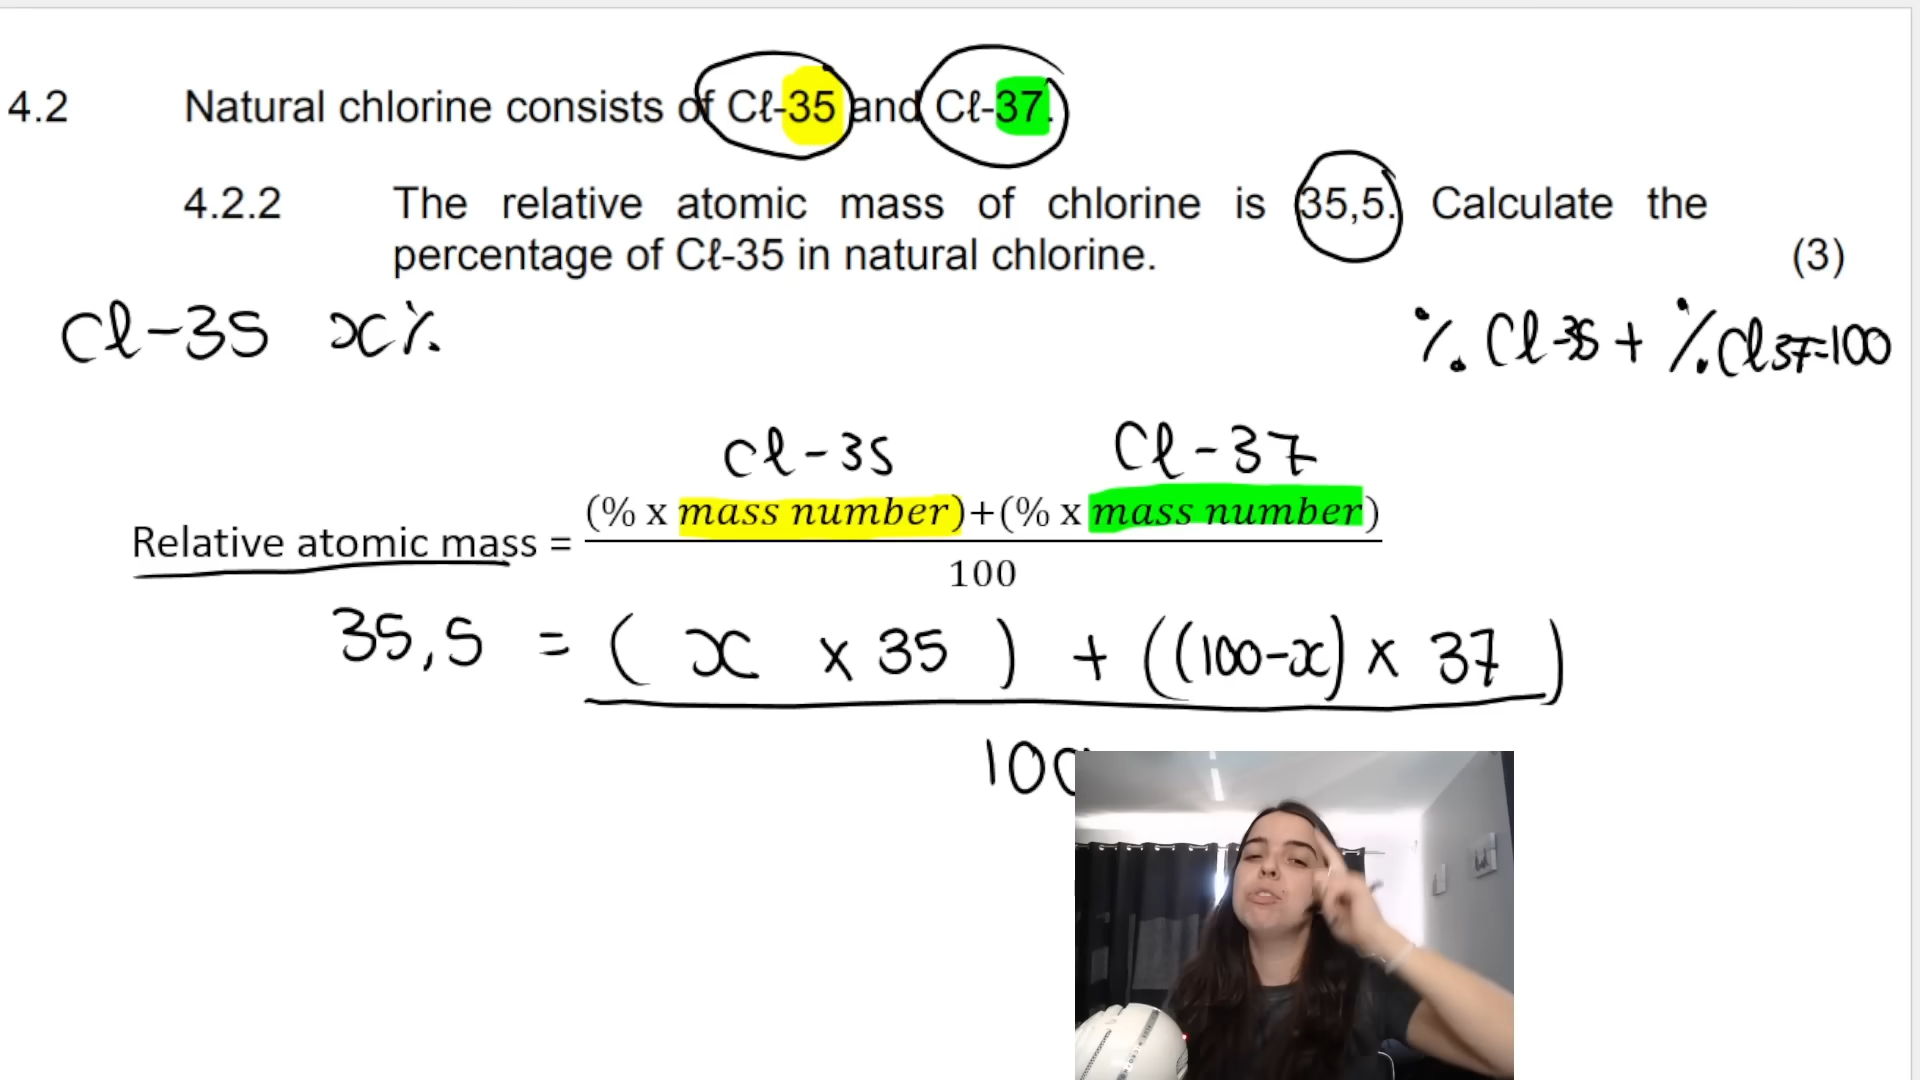 4.2 Natural chlorine consists of Cℓ-35 and Cℓ-37.
4.2.2 The relative atomic mass of chlorine is 35,5. Calculate the
percentage of Cℓ-35 in natural chlorine. (3)
Cℓ-35 x% %Cℓ-35 + %Cℓ37=100
Cℓ-35 Cℓ-37
(% x mass number)+(% x mass number)
Relative atomic mass =
100
35,5 = ( x x 35 ) + ((100-x) x 37 )
100